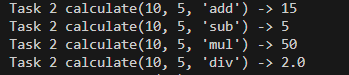 Task 2 calculate(10, 5, 'add') -> 15
Task 2 calculate(10, 5, 'sub') -> 5
Task 2 calculate(10, 5, 'mul') -> 50
Task 2 calculate(10, 5, 'div') -> 2.0